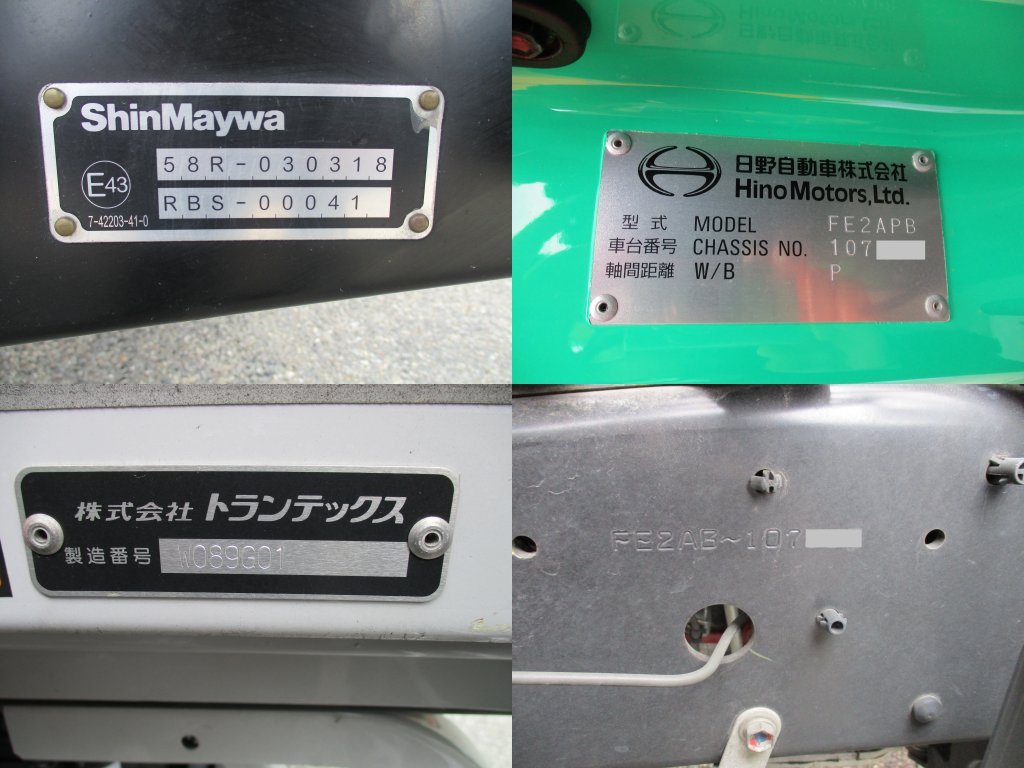 ShinMaywa
58R-030318
E43
RBS-00041
7-42203-41-0
日野自動車株式会社
Hino Motors, Ltd.
型式 MODEL FE2APB
車台番号 CHASSIS NO. 107
軸間距離 W/B P
株式会社 トランテックス
製造番号 W089G01
FE2AB~107